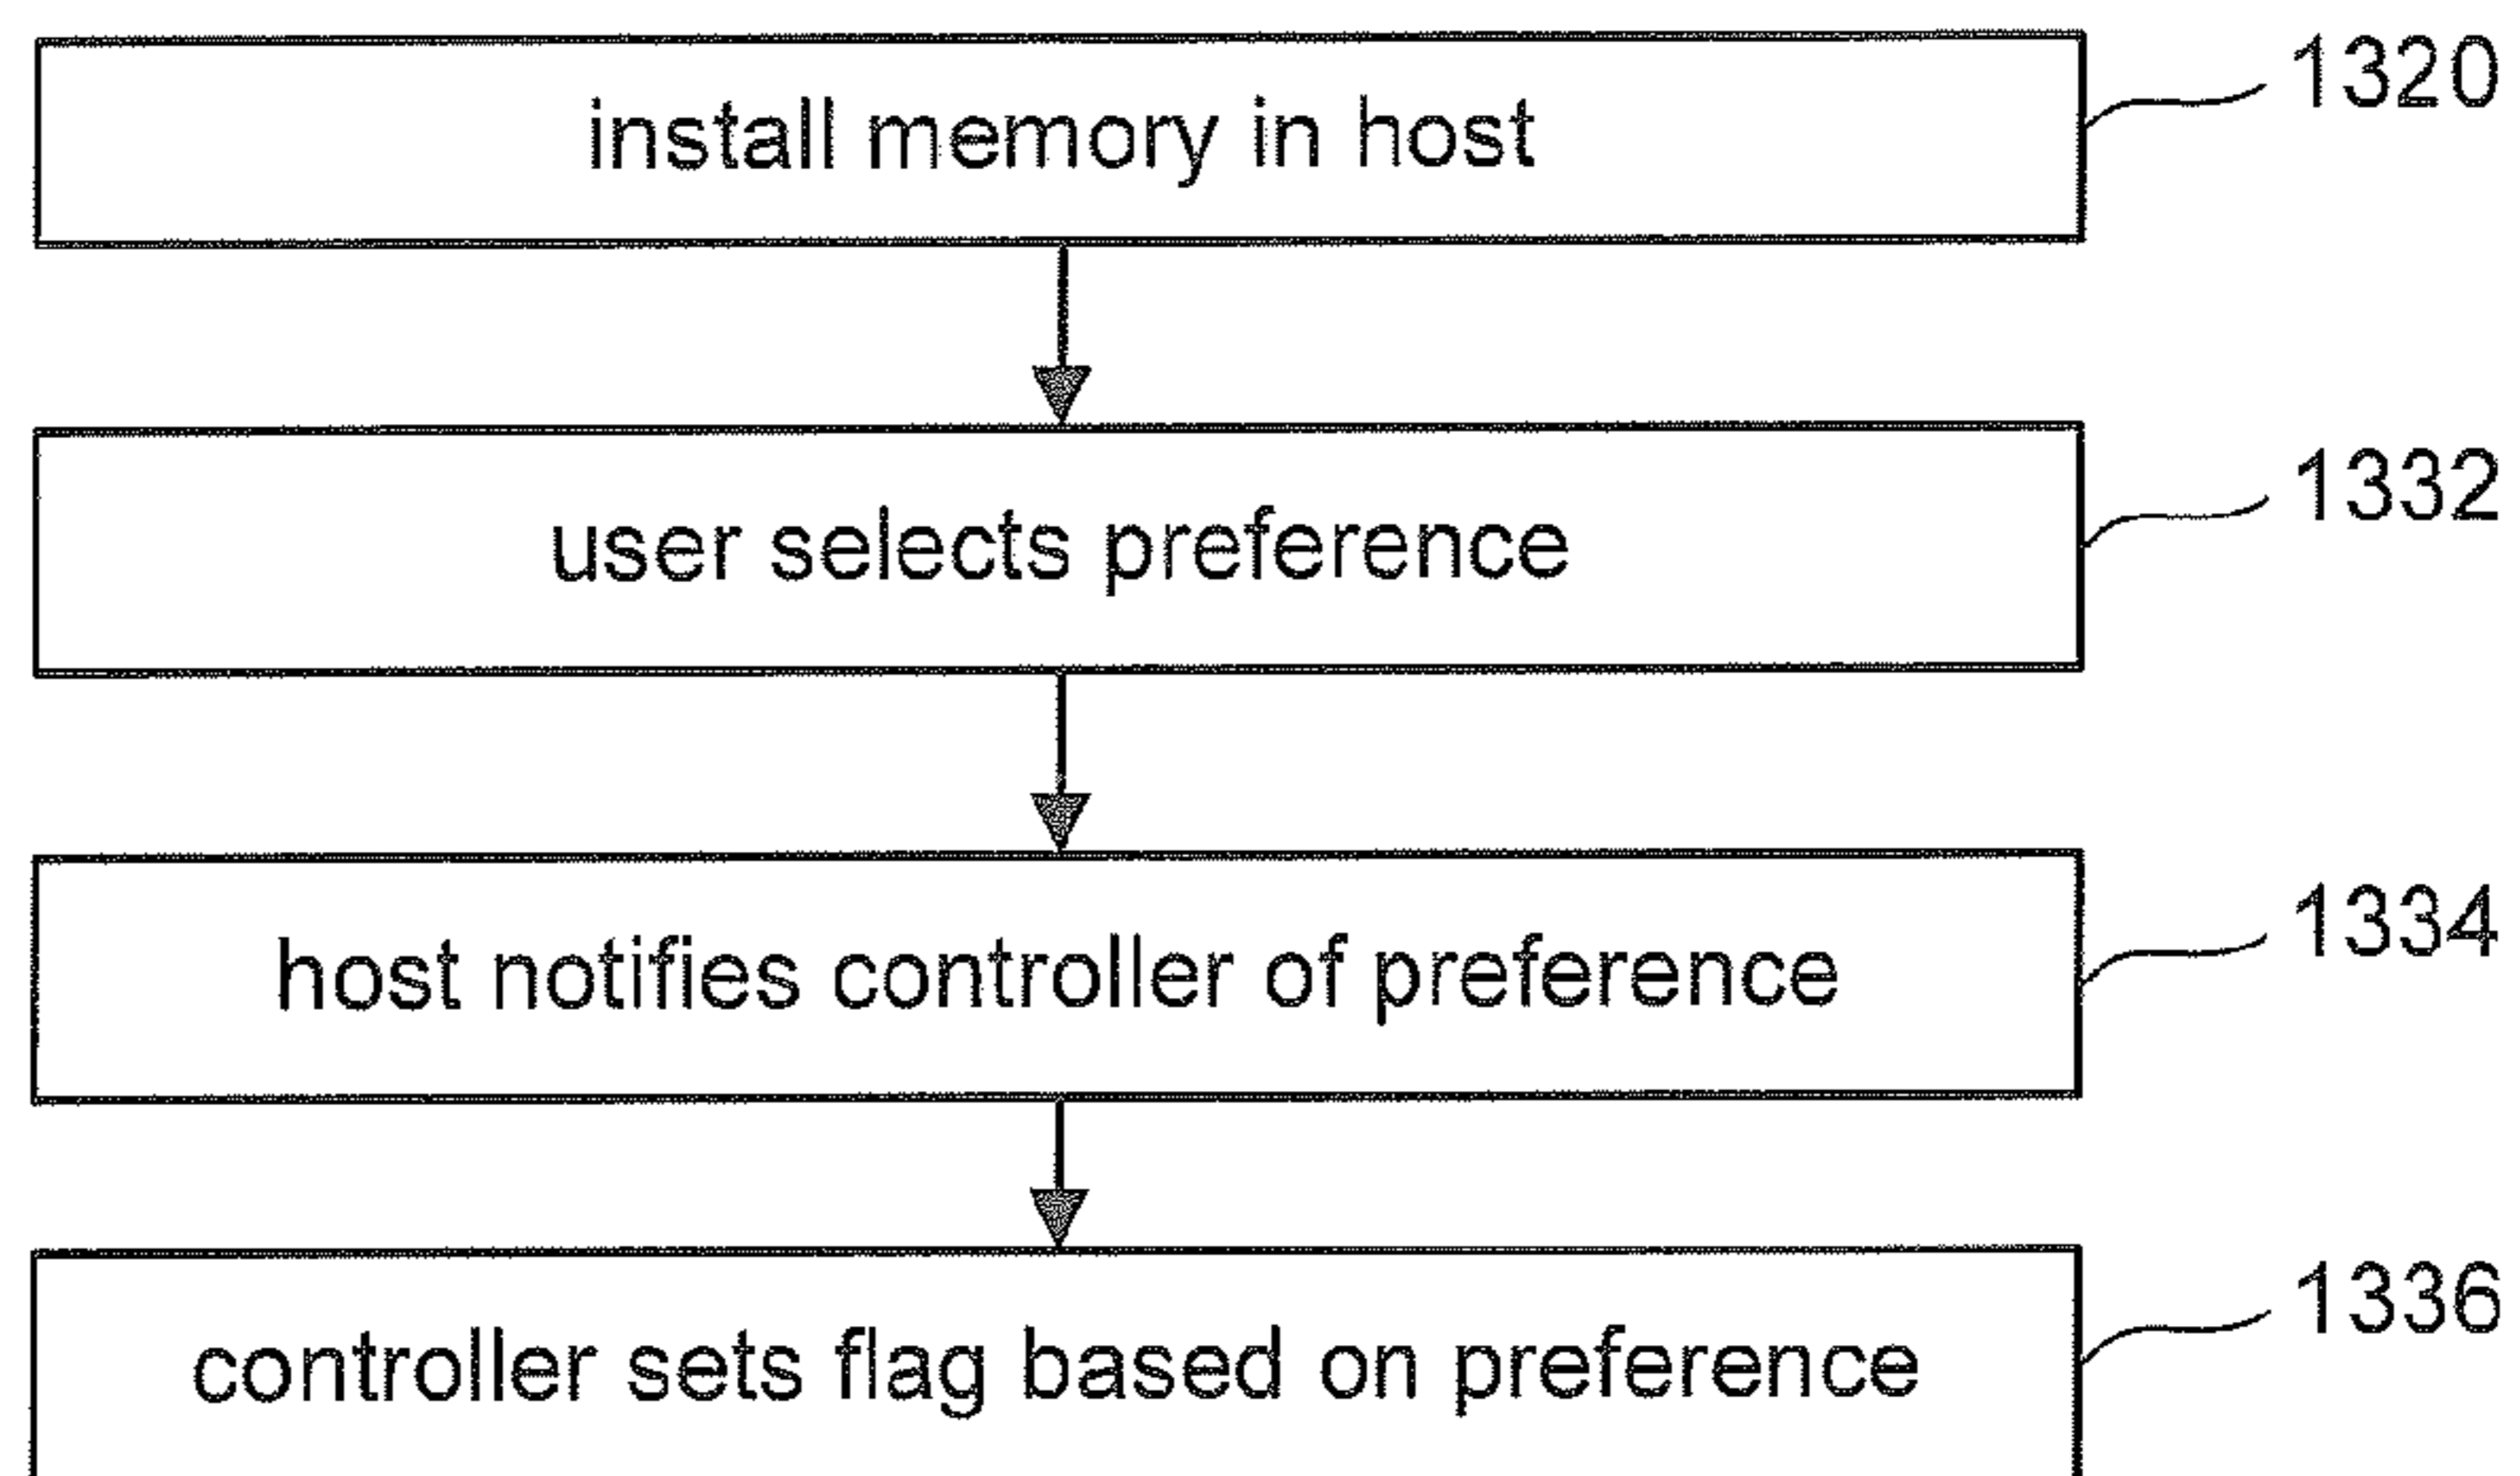 install memory in host 1320
user selects preference 1332
host notifies controller of preference 1334
controller sets flag based on preference 1336